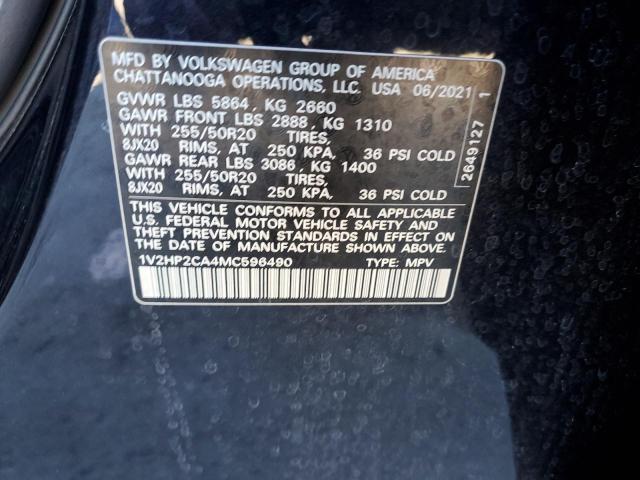 MFD BY VOLKSWAGEN GROUP OF AMERICA
CHATTANOOGA OPERATIONS, LLC. USA 06/2021
GVWR LBS 5864, KG 2660
GAWR FRONT LBS 2888, KG 1310
WITH 255/50R20 TIRES,
8JX20 RIMS, AT 250 KPA, 36 PSI COLD
GAWR REAR LBS 3086, KG 1400
WITH 255/50R20 TIRES,
8JX20 RIMS, AT 250 KPA, 36 PSI COLD
THIS VEHICLE CONFORMS TO ALL APPLICABLE
U.S. FEDERAL MOTOR VEHICLE SAFETY AND
THEFT PREVENTION STANDARDS IN EFFECT ON
THE DATE OF MANUFACTURE SHOWN ABOVE.
1V2HP2CA4MC596490 TYPE: MPV
2649127 1